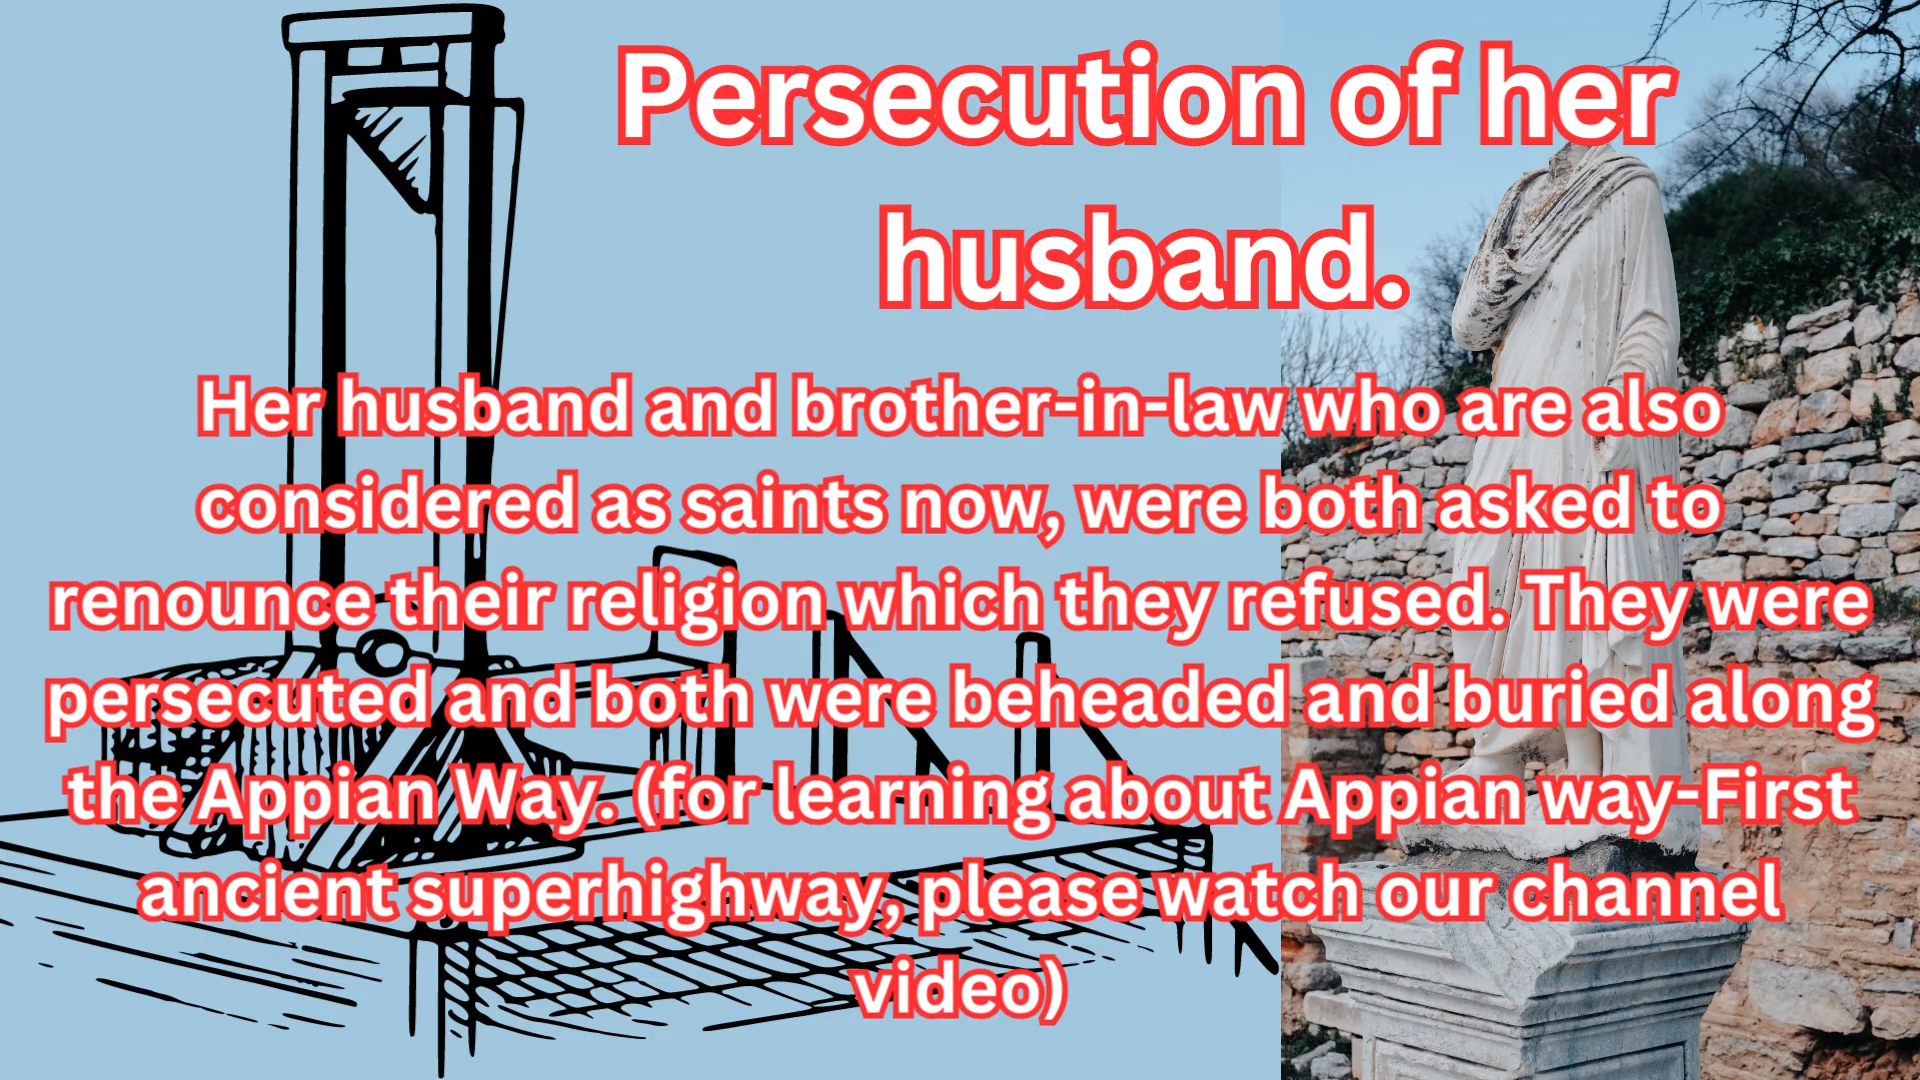 Persecution of her
husband.
Her husband and brother-in-law who are also
considered as saints now, were both asked to
renounce their religion which they refused. They were
persecuted and both were beheaded and buried along
the Appian Way. (for learning about Appian way-First
ancient superhighway, please watch our channel
video)